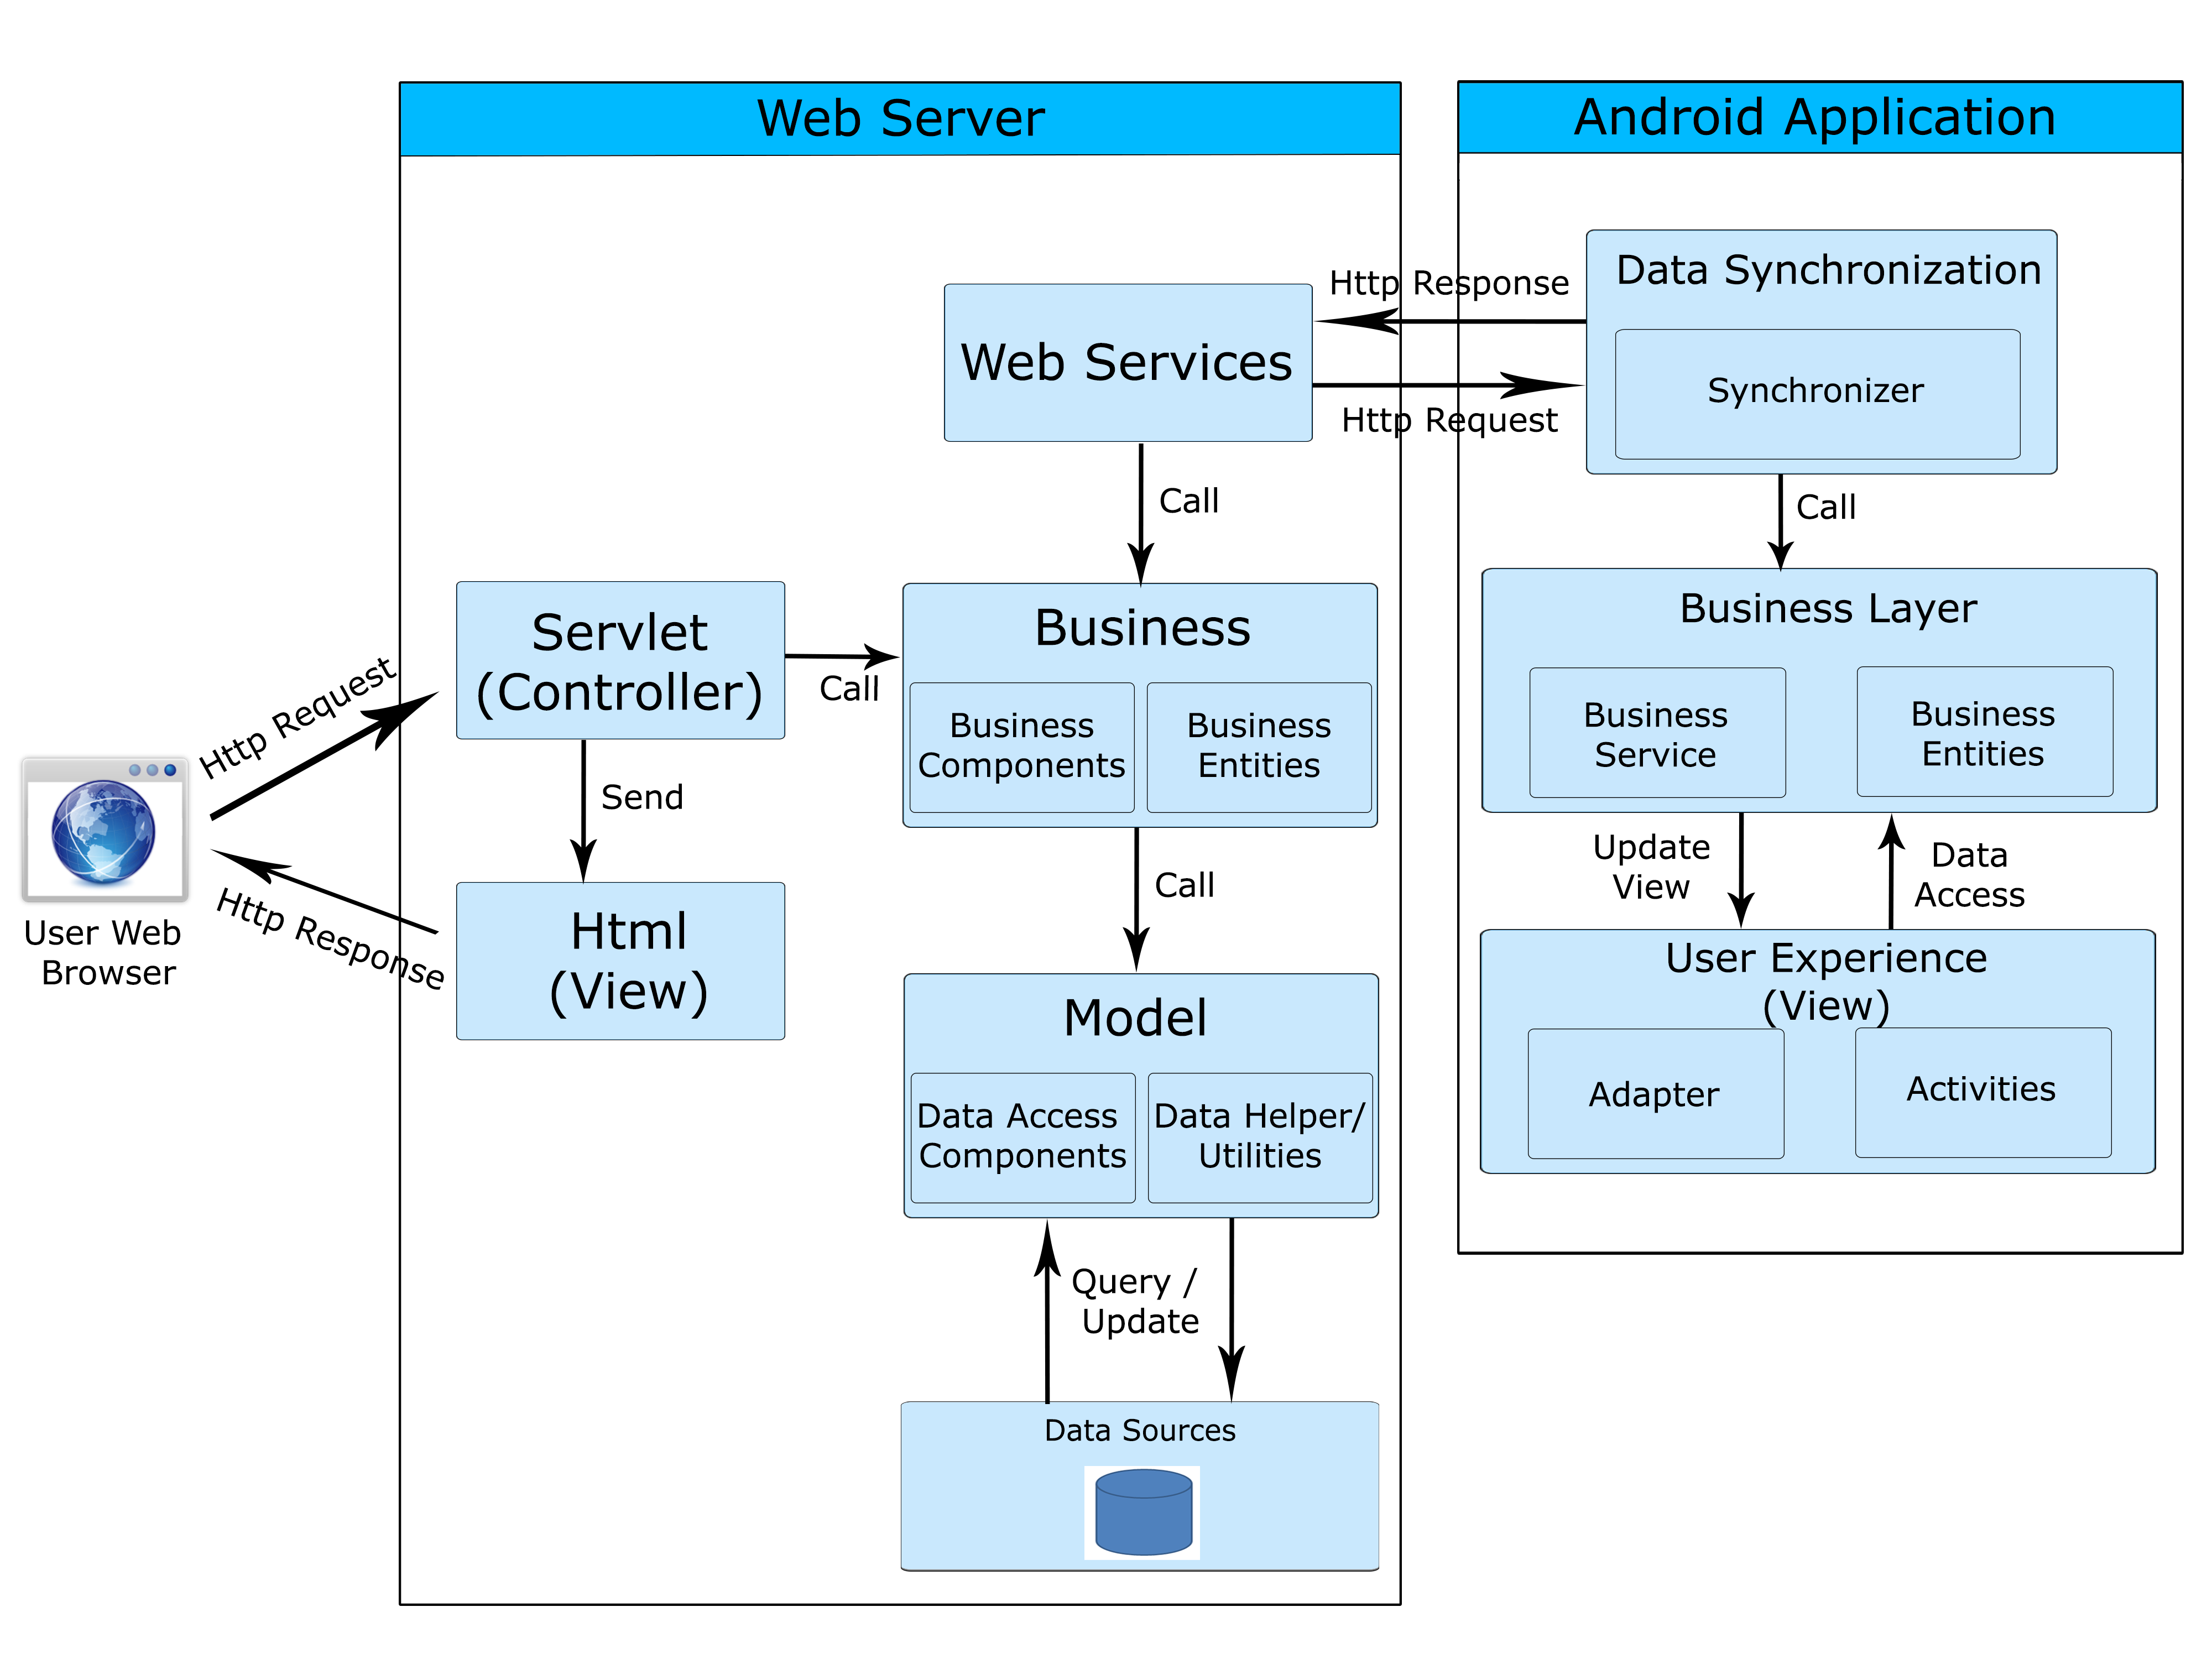 Web Server
Android Application
Data Synchronization
Http Response
Web Services
Synchronizer
Http Request
Call
Call
Servlet
(Controller)
Business
Business Layer
Http Request
Call
Business
Components
Business
Entities
Business
Service
Business
Entities
Send
Update
View
Data
Access
Call
Html
(View)
Http Response
User Web
Browser
User Experience
(View)
Model
Adapter
Activities
Data Access
Components
Data Helper/
Utilities
Query /
Update
Data Sources